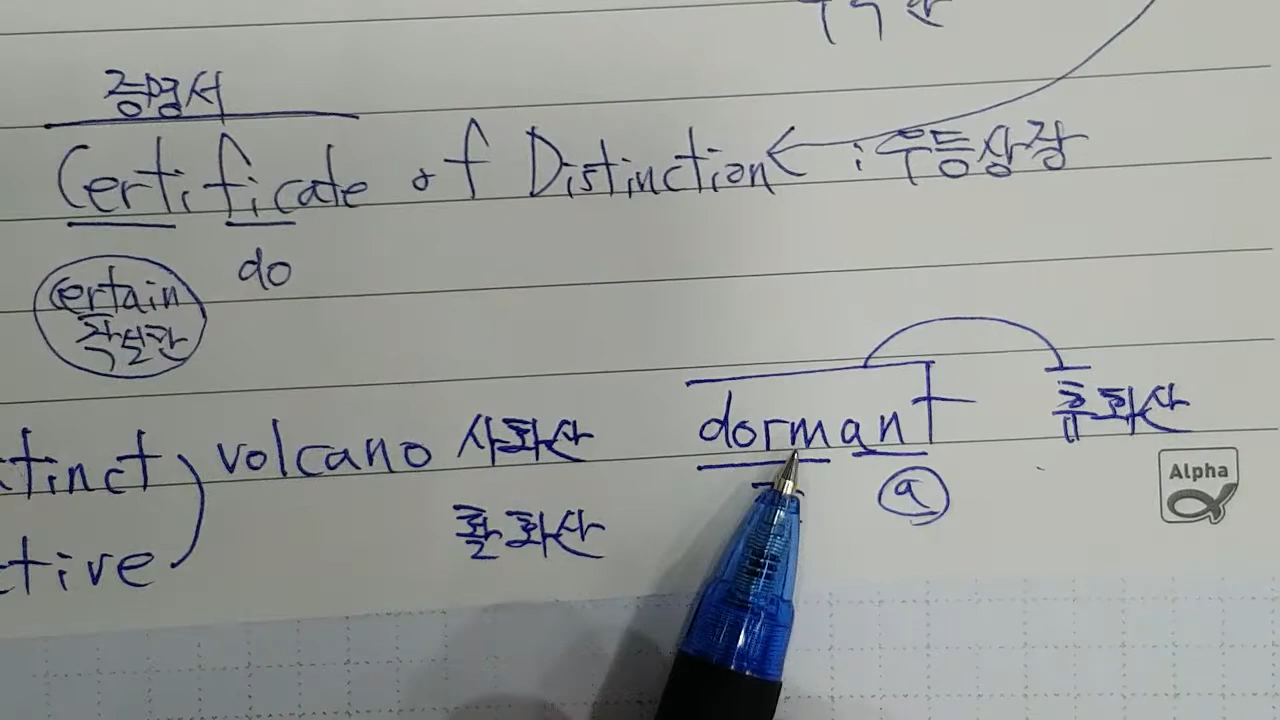 증명서
Certificate of Distinction : 우등상장
do
certain
확실한
tinct volcano 사화산 dormant 휴화산
a
ctive 활화산
Alpha